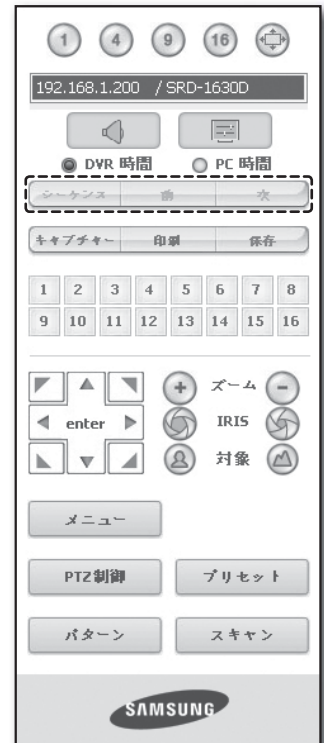 1 4 9 16
192.168.1.200 / SRD-1630D
DVR 時間 PC 時間
シーケンス 前 次
キャプチャー 印刷 保存
1 2 3 4 5 6 7 8
9 10 11 12 13 14 15 16
ズーム
enter IRIS
対象
メニュー
PTZ制御 プリセット
パターン スキャン
SAMSUNG